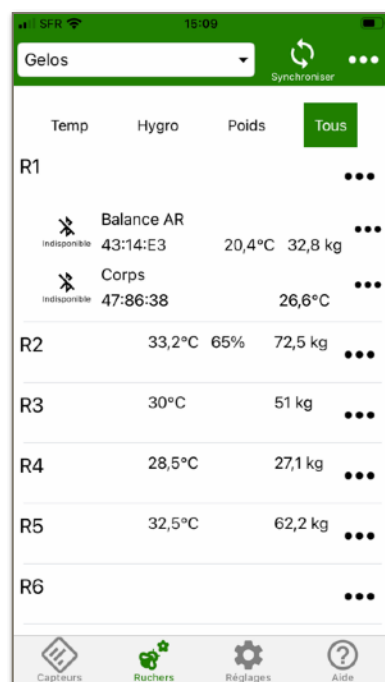 SFR 15:09
Gelos
Synchroniser
Temp Hygro Poids Tous
R1
Balance AR
Indisponible 43:14:E3 20,4°C 32,8 kg
Corps
Indisponible 47:86:38 26,6°C
R2 33,2°C 65% 72,5 kg
R3 30°C 51 kg
R4 28,5°C 27,1 kg
R5 32,5°C 62,2 kg
R6
Capteurs Ruchers Réglages Aide